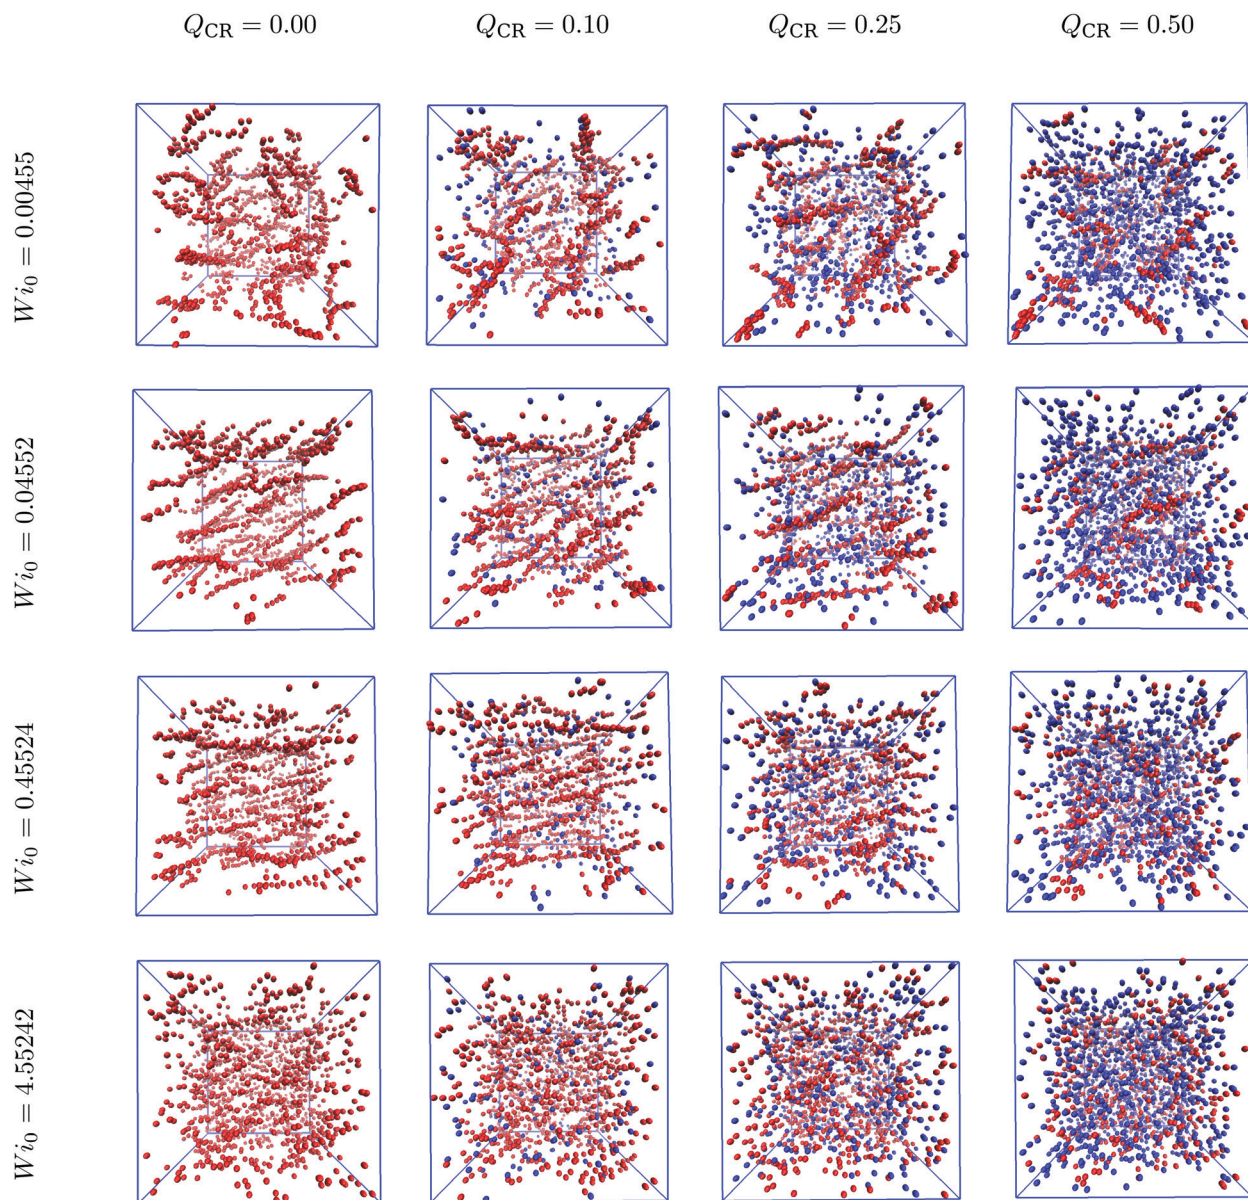 Q_CR = 0.00
Q_CR = 0.10
Q_CR = 0.25
Q_CR = 0.50
Wi_0 = 0.00455
Wi_0 = 0.04552
Wi_0 = 0.45524
Wi_0 = 4.55242